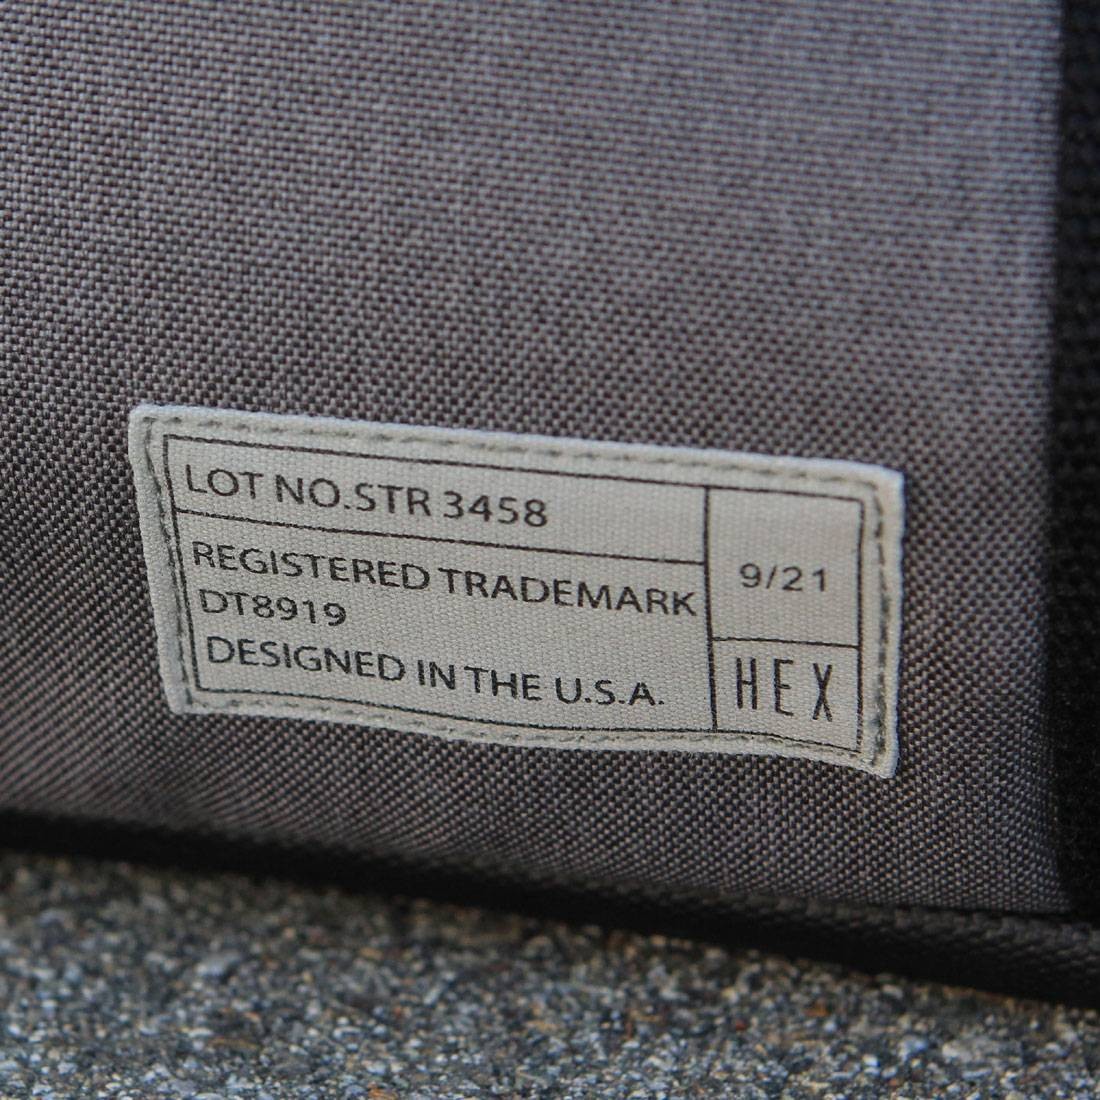 LOT NO.STR 3458
REGISTERED TRADEMARK
DT8919
DESIGNED IN THE U.S.A.
9/21
HEX